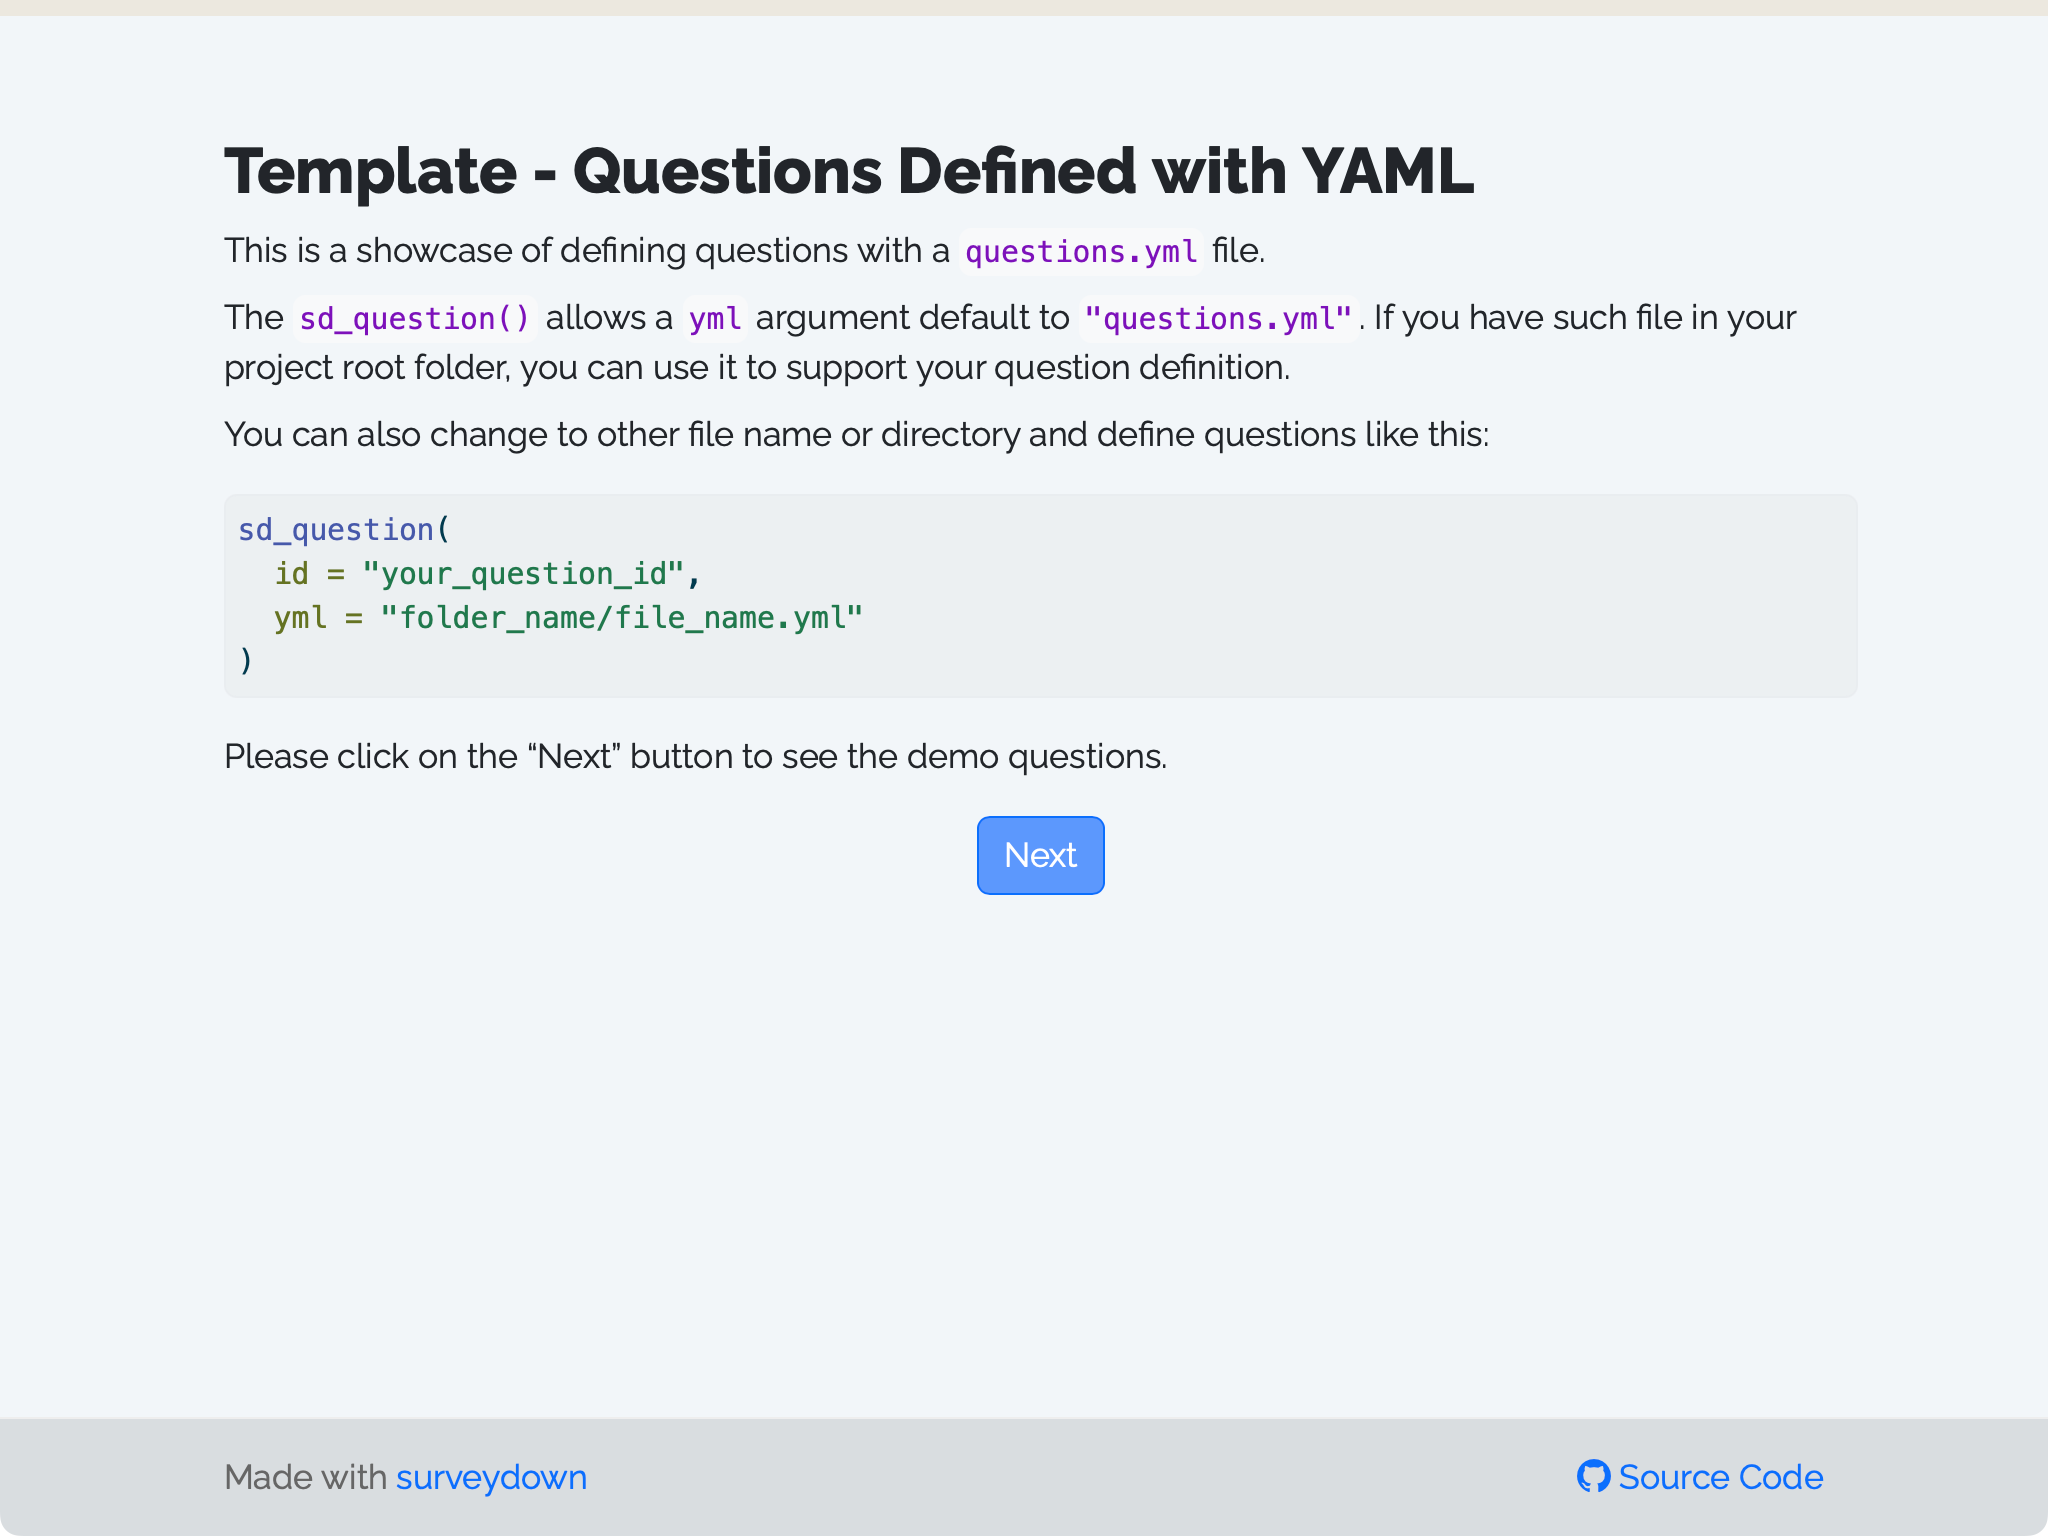 Template - Questions Defined with YAML
This is a showcase of defining questions with a questions.yml file.
The sd_question() allows a yml argument default to "questions.yml". If you have such file in your
project root folder, you can use it to support your question definition.
You can also change to other file name or directory and define questions like this:
sd_question(
  id = "your_question_id",
  yml = "folder_name/file_name.yml"
)
Please click on the “Next” button to see the demo questions.
Next
Made with surveydown
Source Code